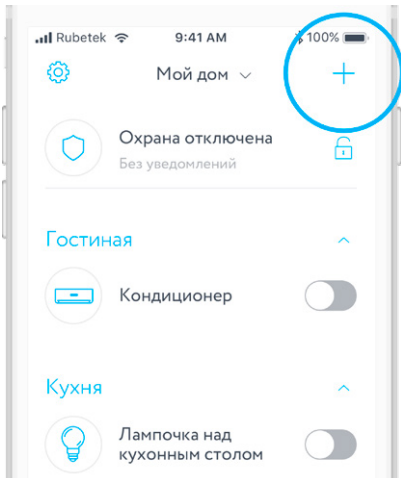 Rubetek 9:41 AM 100%
Мой дом
Охрана отключена
Без уведомлений
Гостиная
Кондиционер
Кухня
Лампочка над
кухонным столом